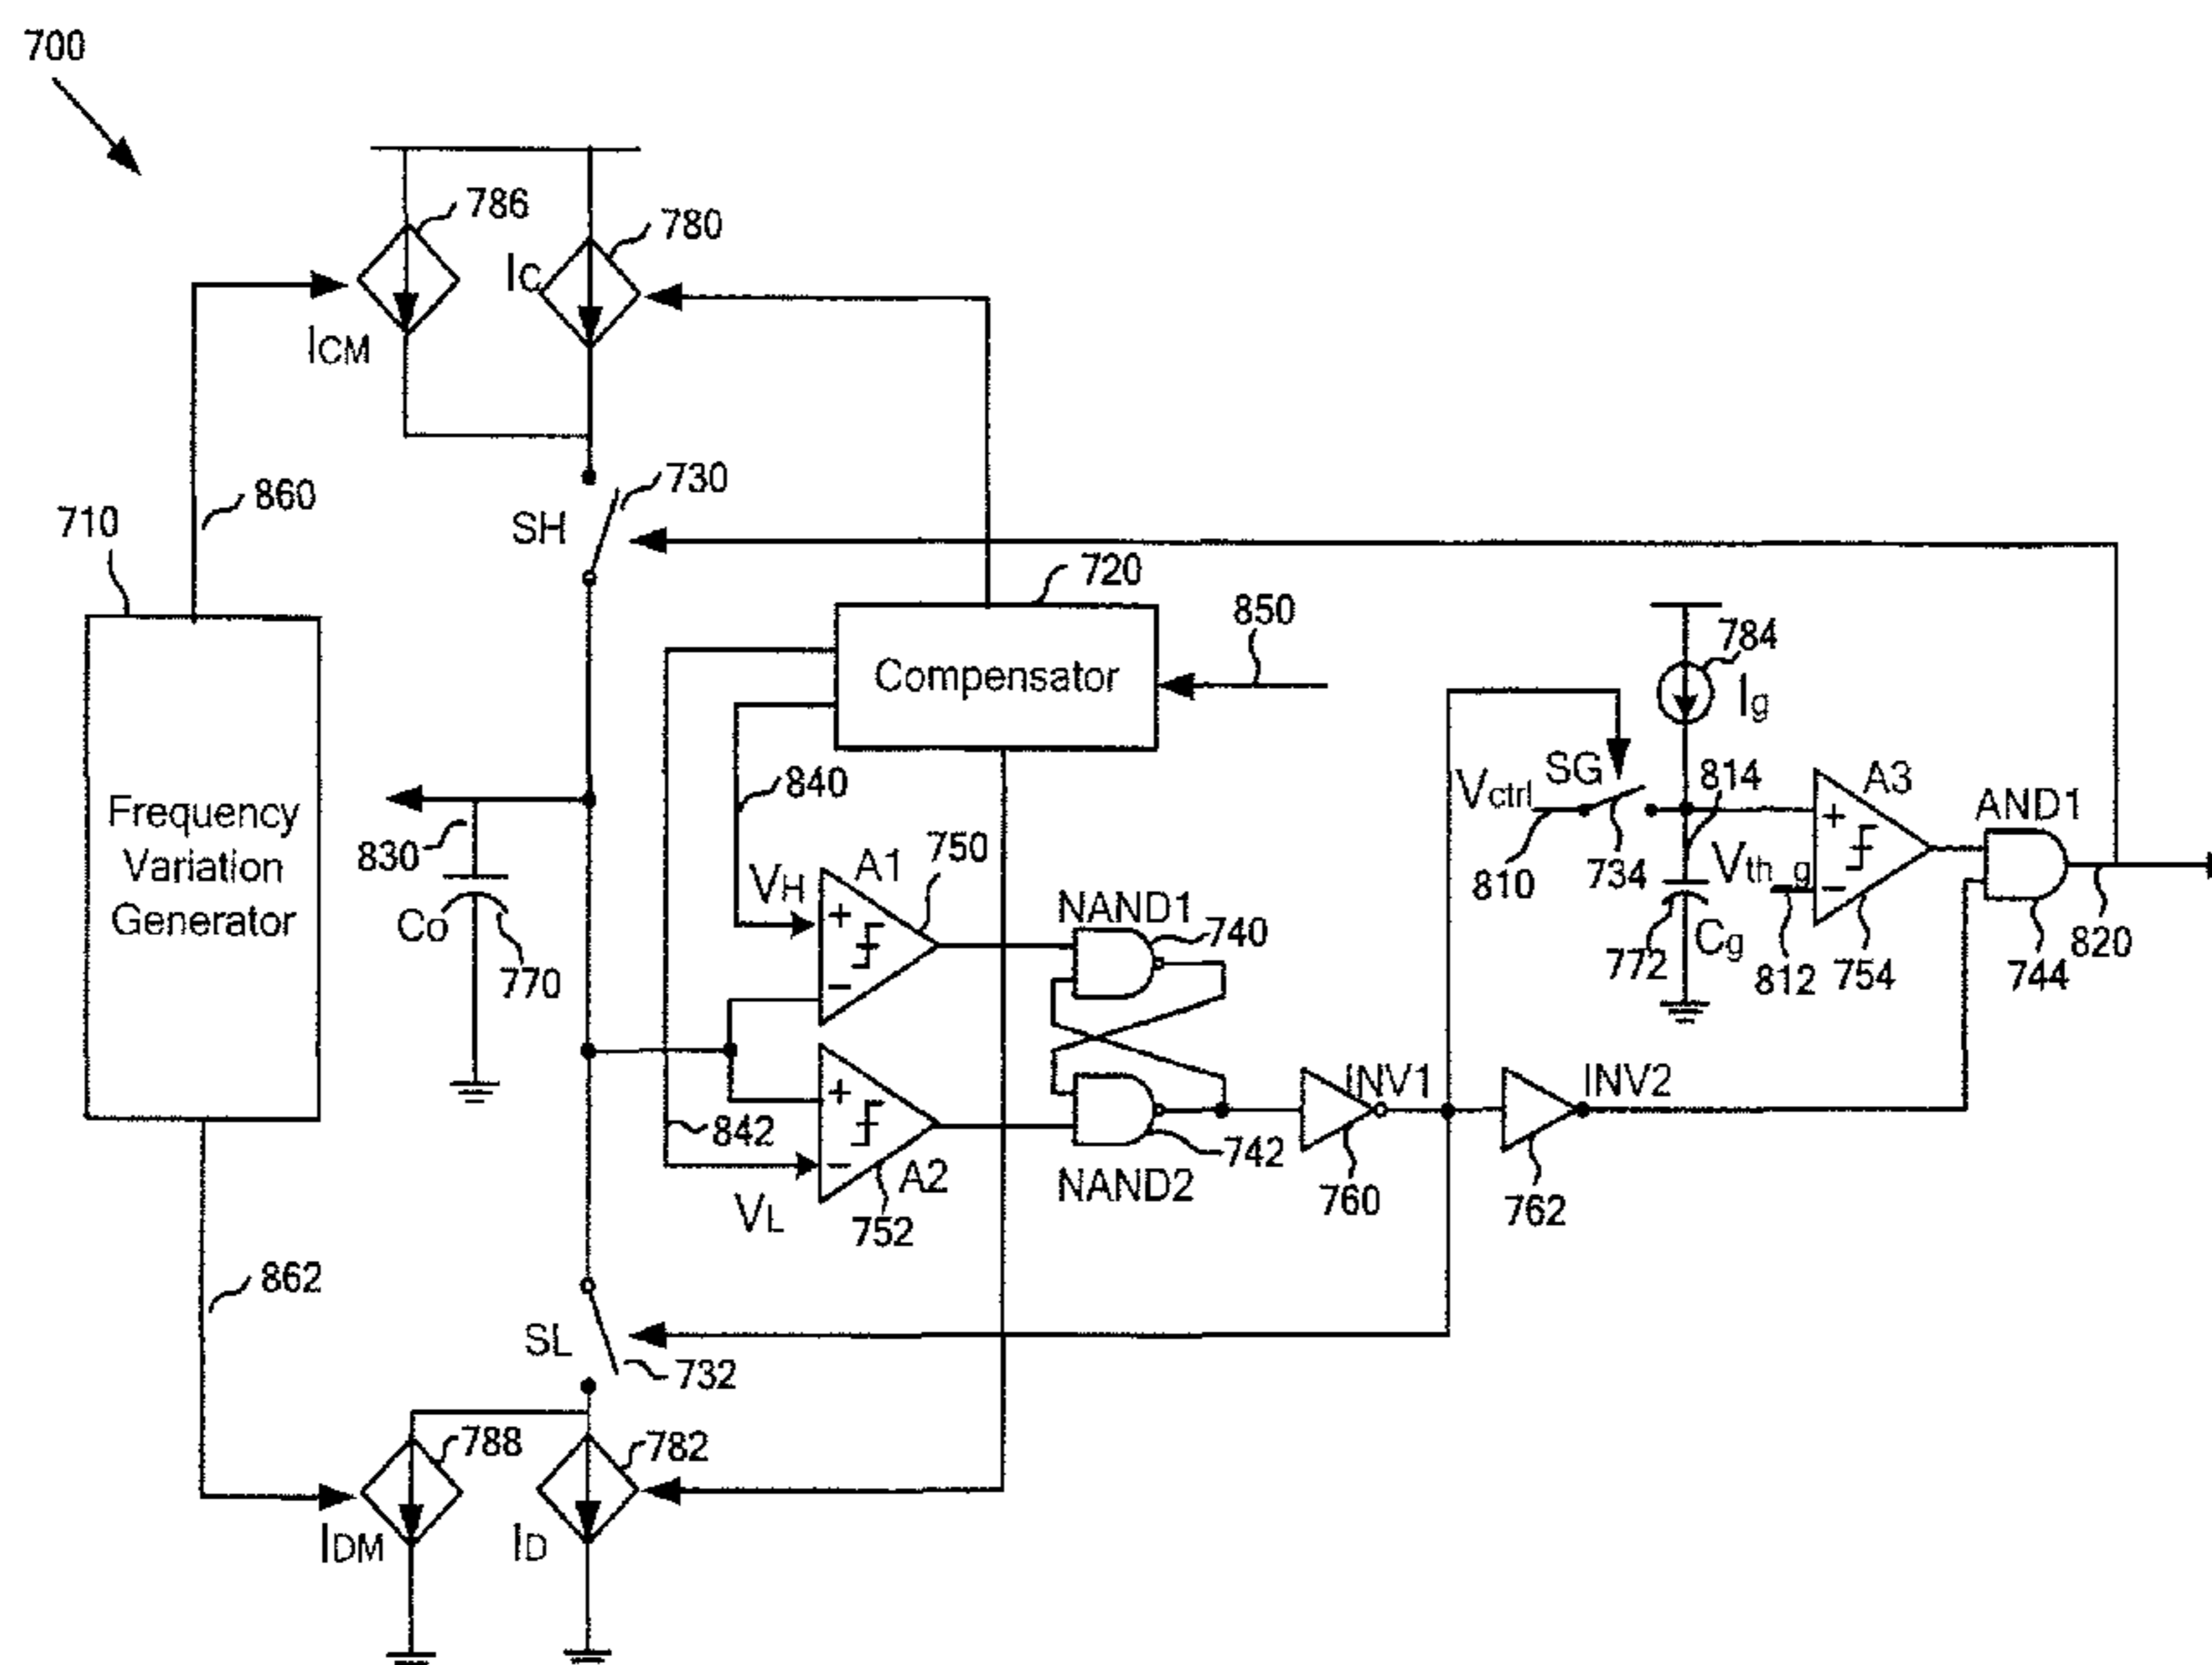 700
786
780
IC
ICM
730
860
710
SH
720
850
784
Compensator
Ig
SG
814
A3
840
Vctrl
AND1
Frequency
Variation
Generator
830
VH
A1
750
734
Vth_g
810
NAND1
740
Co
770
772
Cg
812
754
744
820
842
INV1
INV2
742
A2
NAND2
VL
752
760
762
862
SL
732
788
782
IDM
ID